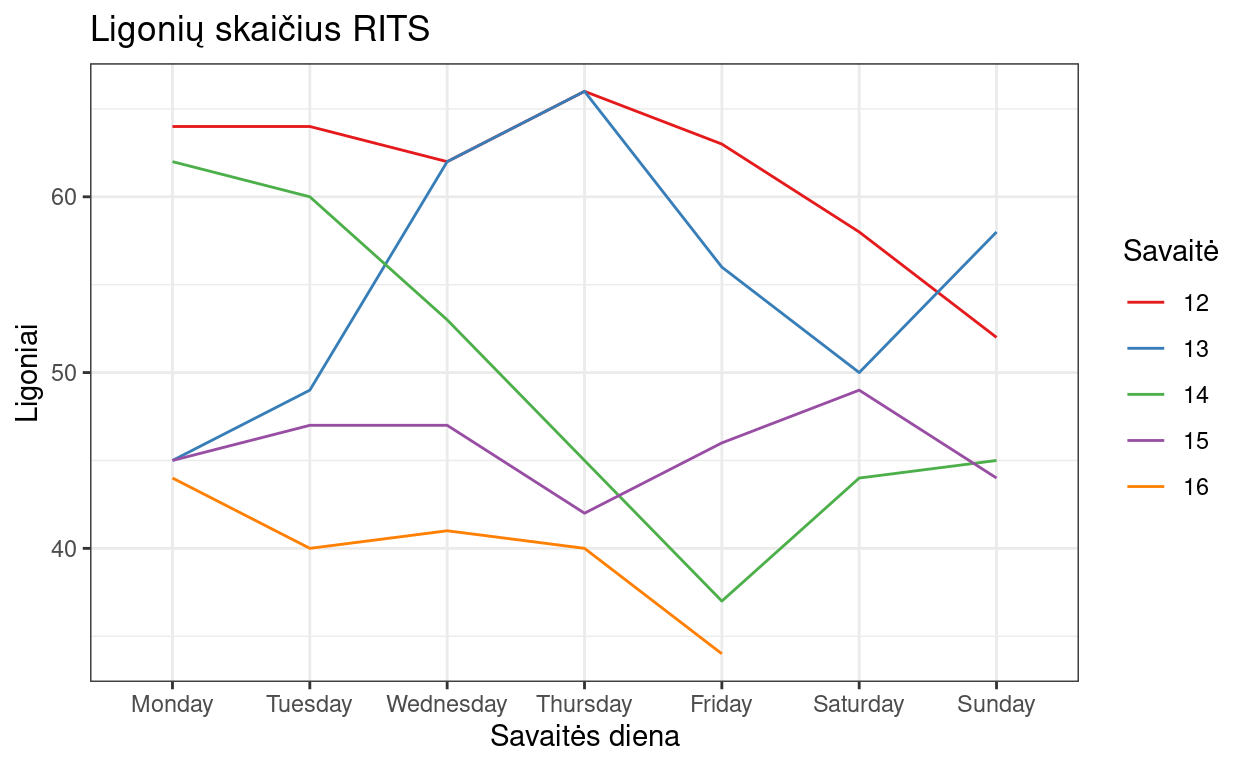 Ligonių skaičius RITS
Ligoniai
60
50
40
Monday Tuesday Wednesday Thursday Friday Saturday Sunday
Savaitės diena
Savaitė
12
13
14
15
16